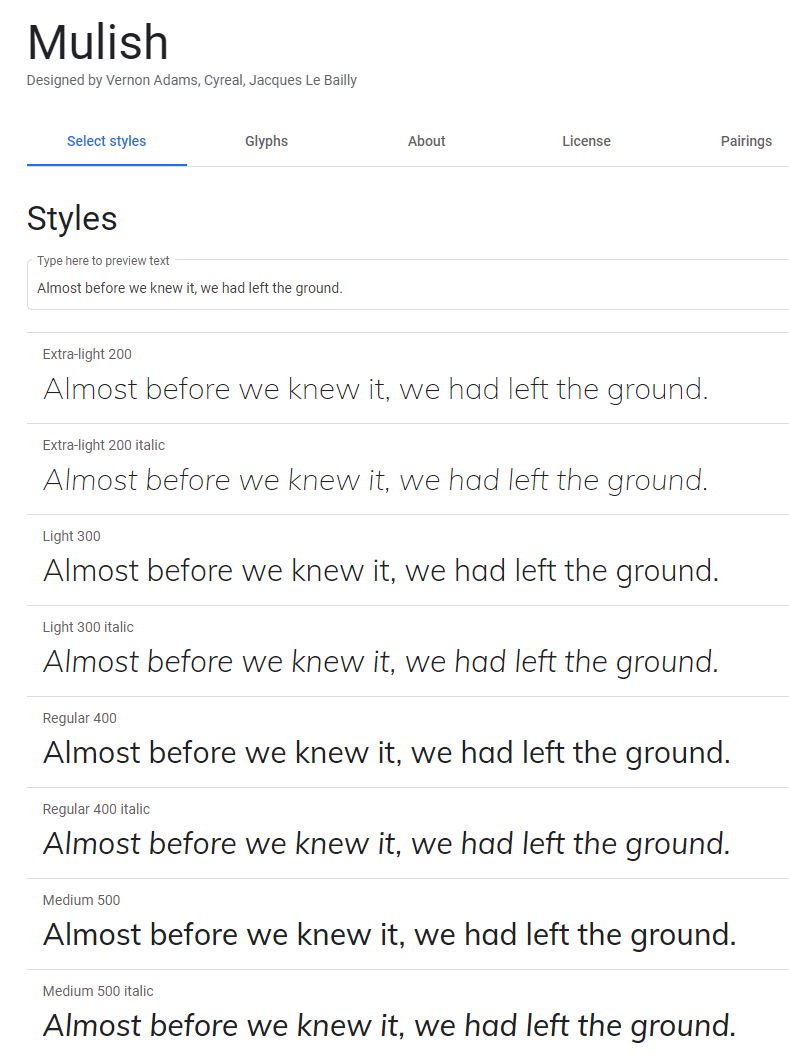 Mulish
Designed by Vernon Adams, Cyreal, Jacques Le Bailly
Select styles Glyphs About License Pairings
Styles
Type here to preview text
Almost before we knew it, we had left the ground.
Extra-light 200
Almost before we knew it, we had left the ground.
Extra-light 200 italic
Almost before we knew it, we had left the ground.
Light 300
Almost before we knew it, we had left the ground.
Light 300 italic
Almost before we knew it, we had left the ground.
Regular 400
Almost before we knew it, we had left the ground.
Regular 400 italic
Almost before we knew it, we had left the ground.
Medium 500
Almost before we knew it, we had left the ground.
Medium 500 italic
Almost before we knew it, we had left the ground.